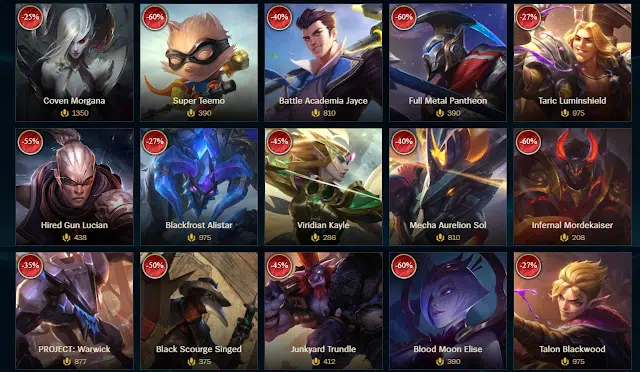 -25%
-60%
-40%
-60%
-27%
Coven Morgana
Super Teemo
Battle Academia Jayce
Full Metal Pantheon
Taric Luminshield
1350
390
810
390
975
-55%
-27%
-45%
-40%
-60%
Hired Gun Lucian
Blackfrost Alistar
Viridian Kayle
Mecha Aurelion Sol
Infernal Mordekaiser
438
975
286
810
208
-35%
-50%
-45%
-60%
-27%
PROJECT: Warwick
Black Scourge Singed
Junkyard Trundle
Blood Moon Elise
Talon Blackwood
877
375
412
390
975